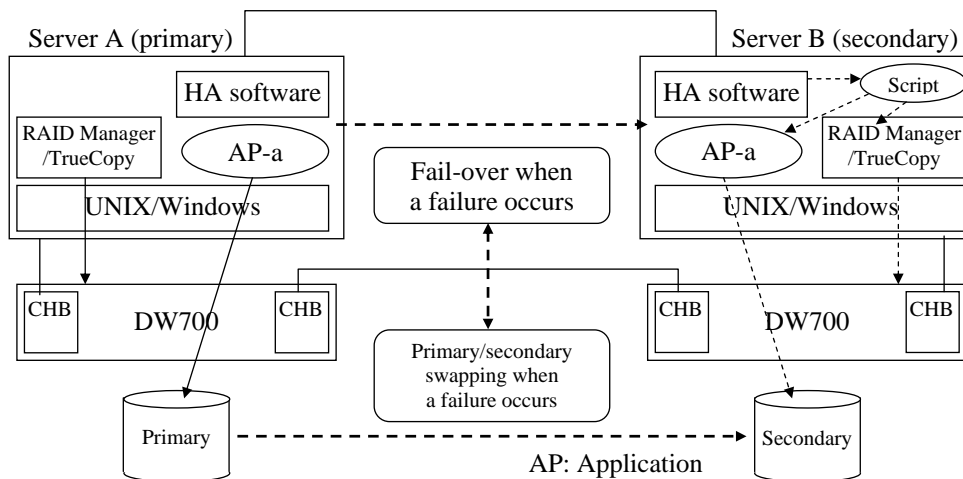 Server A (primary)
Server B (secondary)
HA software
RAID Manager
/TrueCopy
AP-a
UNIX/Windows
HA software
Script
AP-a
RAID Manager
/TrueCopy
UNIX/Windows
Fail-over when
a failure occurs
CHB
DW700
CHB
CHB
DW700
CHB
Primary/secondary
swapping when
a failure occurs
Primary
Secondary
AP: Application